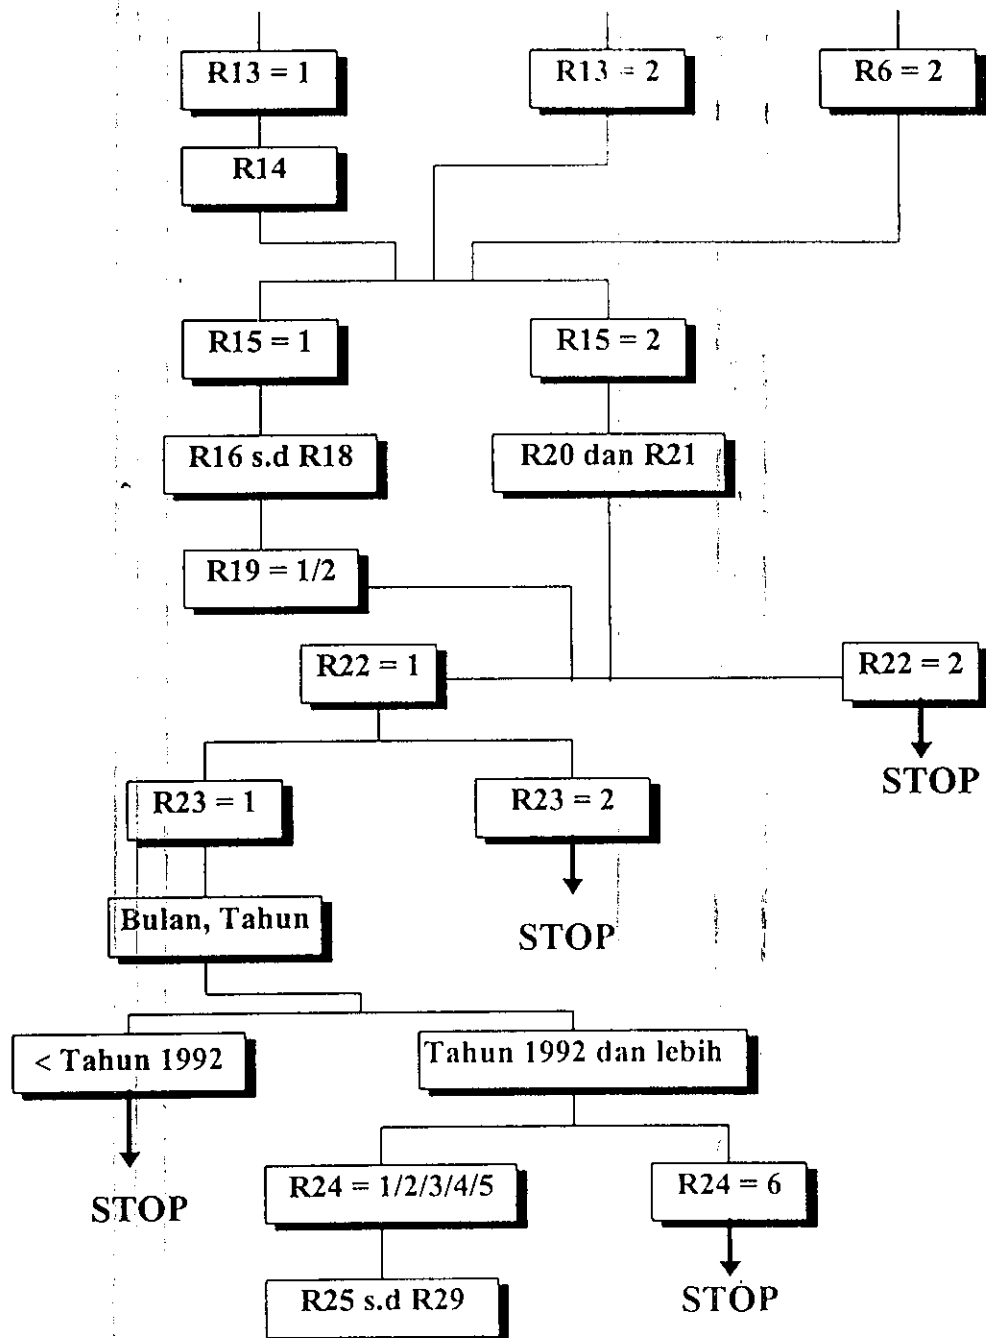 R13 = 1
R13 = 2
R6 = 2
R14
R15 = 1
R15 = 2
R16 s.d R18
R20 dan R21
R19 = 1/2
R22 = 1
R22 = 2
STOP
R23 = 1
R23 = 2
Bulan, Tahun
STOP
< Tahun 1992
Tahun 1992 dan lebih
R24 = 1/2/3/4/5
R24 = 6
STOP
R25 s.d R29
STOP